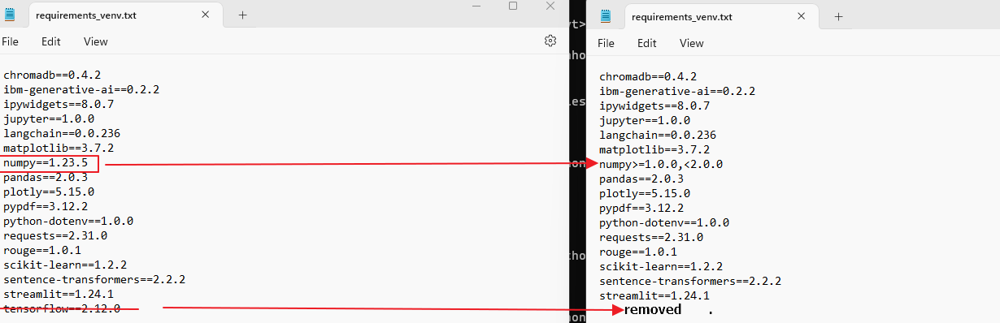 requirements_venv.txt
File Edit View
chromadb==0.4.2
ibm-generative-ai==0.2.2
ipywidgets==8.0.7
jupyter==1.0.0
langchain==0.0.236
matplotlib==3.7.2
numpy==1.23.5
pandas==2.0.3
plotly==5.15.0
pypdf==3.12.2
python-dotenv==1.0.0
requests==2.31.0
rouge==1.0.1
scikit-learn==1.2.2
sentence-transformers==2.2.2
streamlit==1.24.1
tensorflow==2.12.0
requirements_venv.txt
File Edit View
chromadb==0.4.2
ibm-generative-ai==0.2.2
ipywidgets==8.0.7
jupyter==1.0.0
langchain==0.0.236
matplotlib==3.7.2
numpy>=1.0.0,<2.0.0
pandas==2.0.3
plotly==5.15.0
pypdf==3.12.2
python-dotenv==1.0.0
requests==2.31.0
rouge==1.0.1
scikit-learn==1.2.2
sentence-transformers==2.2.2
streamlit==1.24.1
removed .